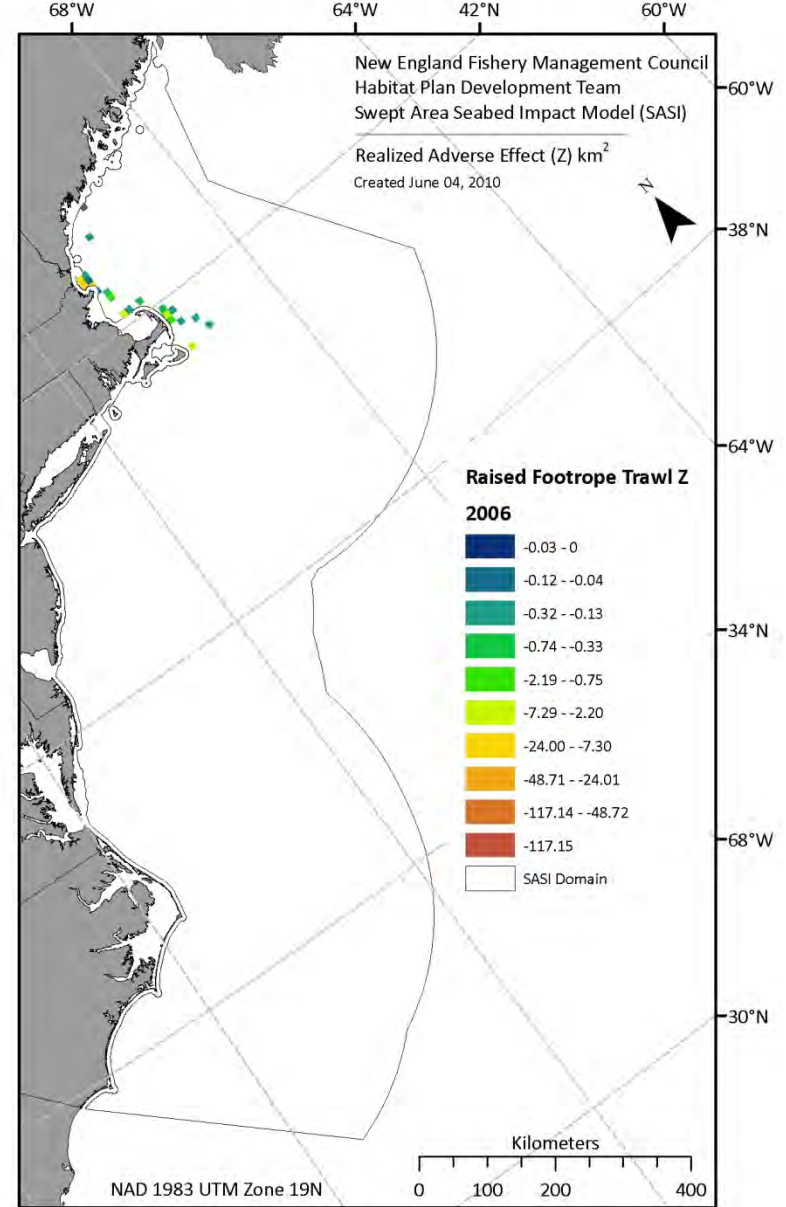 68°W
64°W
42°N
60°W
New England Fishery Management Council
Habitat Plan Development Team
Swept Area Seabed Impact Model (SASI)
Realized Adverse Effect (Z) km²
Created June 04, 2010
N
60°W
38°N
64°W
34°N
68°W
30°N
Raised Footrope Trawl Z
2006
-0.03 - 0
-0.12 - -0.04
-0.32 - -0.13
-0.74 - -0.33
-2.19 - -0.75
-7.29 - -2.20
-24.00 - -7.30
-48.71 - -24.01
-117.14 - -48.72
-117.15
SASI Domain
Kilometers
0 100 200 300 400
NAD 1983 UTM Zone 19N